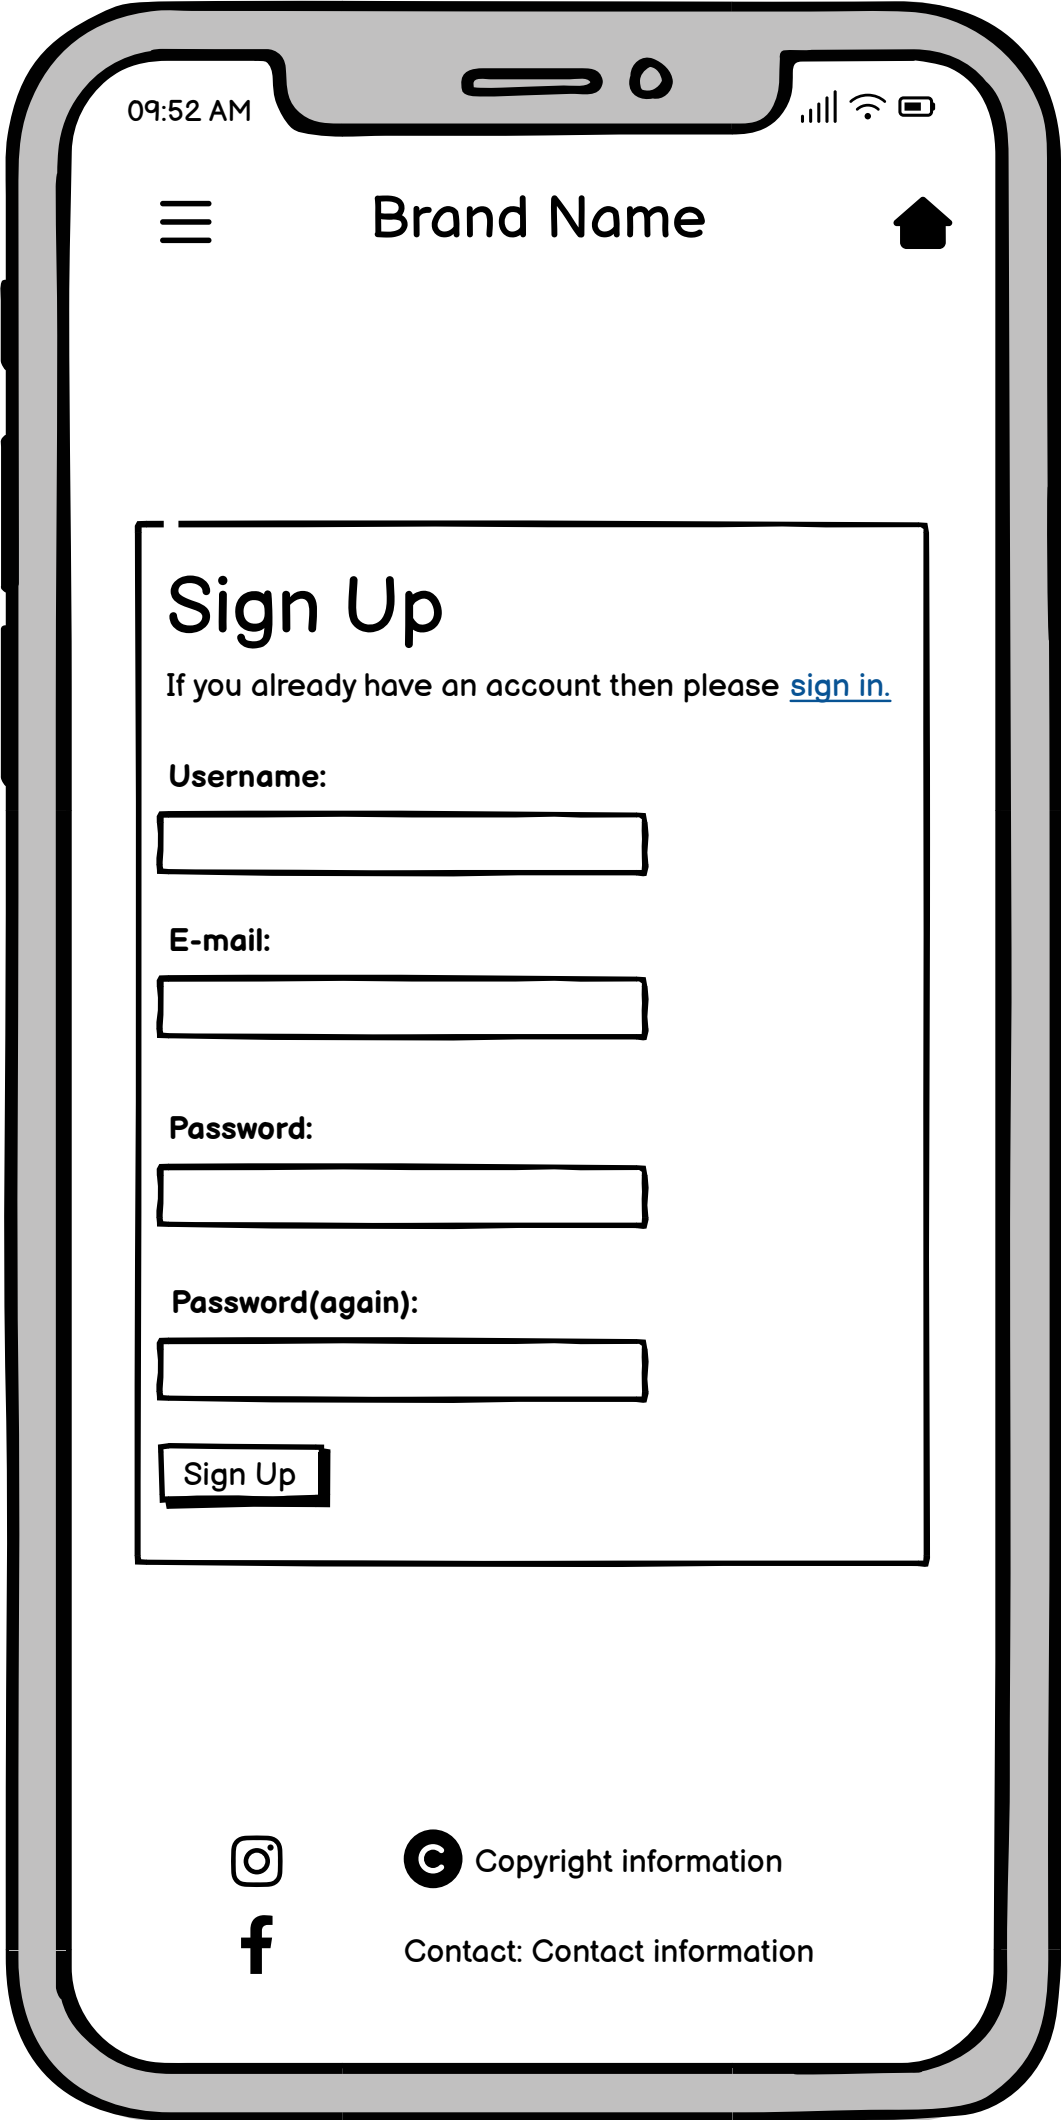 09:52 AM
Brand Name
Sign Up
If you already have an account then please sign in.
Username:
E-mail:
Password:
Password(again):
Sign Up
C Copyright information
Contact: Contact information